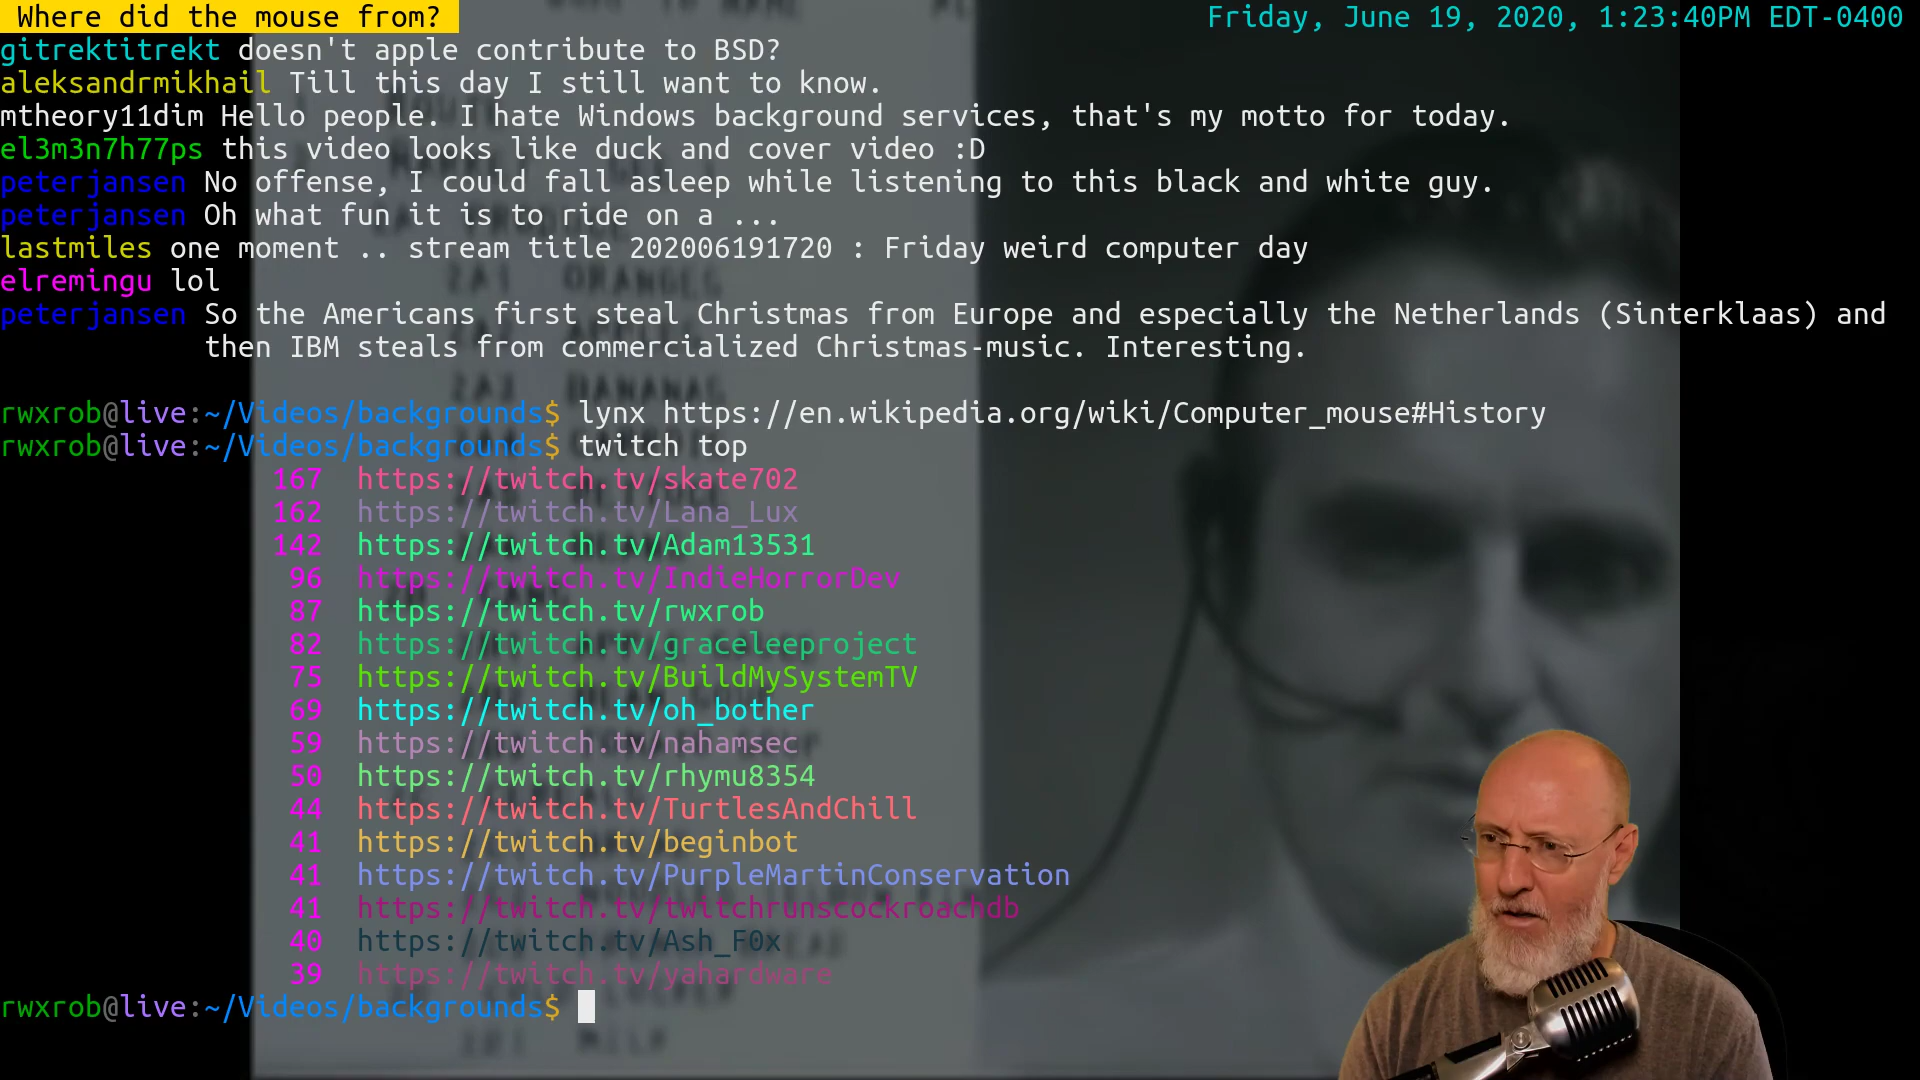 Where did the mouse from?
Friday, June 19, 2020, 1:23:40PM EDT-0400
gitrektitrekt doesn't apple contribute to BSD?
aleksandrmikhail Till this day I still want to know.
mtheory11dim Hello people. I hate Windows background services, that's my motto for today.
el3m3n7h77ps this video looks like duck and cover video :D
peterjansen No offense, I could fall asleep while listening to this black and white guy.
peterjansen Oh what fun it is to ride on a ...
lastmiles one moment .. stream title 202006191720 : Friday weird computer day
2A1 ORANGES
elremingu lol
peterjansen So the Americans first steal Christmas from Europe and especially the Netherlands (Sinterklaas) and
then IBM steals from commercialized Christmas-music. Interesting.
2A3 BANANAS
rwxrob@live:~/Videos/backgrounds$ lynx https://en.wikipedia.org/wiki/Computer_mouse#History
rwxrob@live:~/Videos/backgrounds$ twitch top
167 https://twitch.tv/skate702
162 https://twitch.tv/Lana_Lux
142 https://twitch.tv/Adam13531
96 https://twitch.tv/IndieHorrorDev
87 https://twitch.tv/rwxrob
82 https://twitch.tv/graceleeproject
75 https://twitch.tv/BuildMySystemTV
69 https://twitch.tv/oh_bother
59 https://twitch.tv/nahamsec
50 https://twitch.tv/rhymu8354
44 https://twitch.tv/TurtlesAndChill
41 https://twitch.tv/beginbot
41 https://twitch.tv/PurpleMartinConservation
41 https://twitch.tv/twitchrunscockroachdb
40 https://twitch.tv/Ash_F0x
39 https://twitch.tv/yahardware
rwxrob@live:~/Videos/backgrounds$
MILK